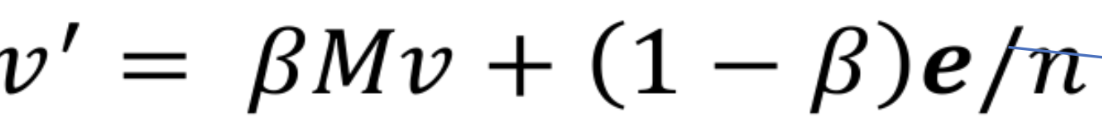 v′ = βMv + (1 − β)e/n